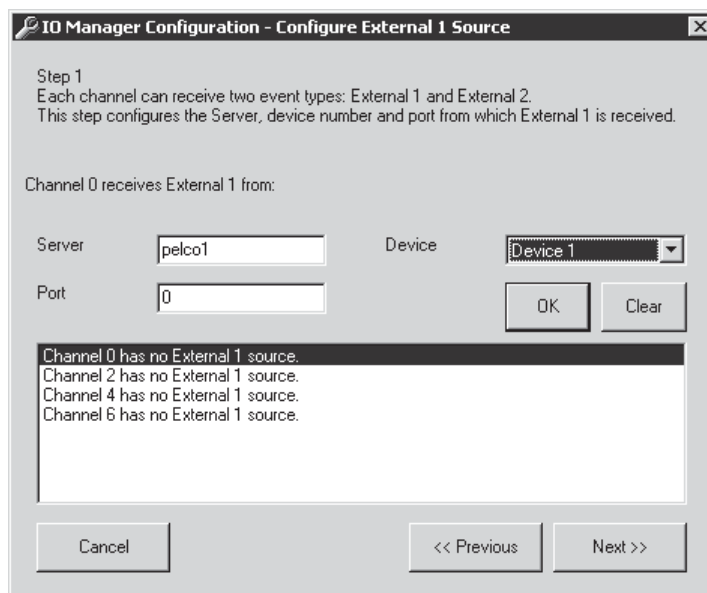 IO Manager Configuration - Configure External 1 Source
Step 1
Each channel can receive two event types: External 1 and External 2.
This step configures the Server, device number and port from which External 1 is received.
Channel 0 receives External 1 from:
Server pelco1 Device Device 1
Port 0 OK Clear
Channel 0 has no External 1 source.
Channel 2 has no External 1 source.
Channel 4 has no External 1 source.
Channel 6 has no External 1 source.
Cancel << Previous Next >>